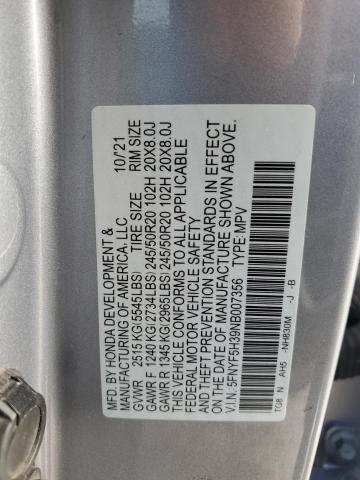 MFD. BY HONDA DEVELOPMENT & 10/'21
MANUFACTURING OF AMERICA, LLC
GVWR 2515 KG(5545LBS) TIRE SIZE RIM SIZE
GAWR F 1240 KG(2734LBS) 245/50R20 102H 20X8.0J
GAWR R 1345 KG(2965LBS) 245/50R20 102H 20X8.0J
THIS VEHICLE CONFORMS TO ALL APPLICABLE
FEDERAL MOTOR VEHICLE SAFETY
AND THEFT PREVENTION STANDARDS IN EFFECT
ON THE DATE OF MANUFACTURE SHOWN ABOVE.
V.I.N.:5FNYF5H39NB007356 TYPE:MPV
TG8 N AH5 -NH830M -J -B